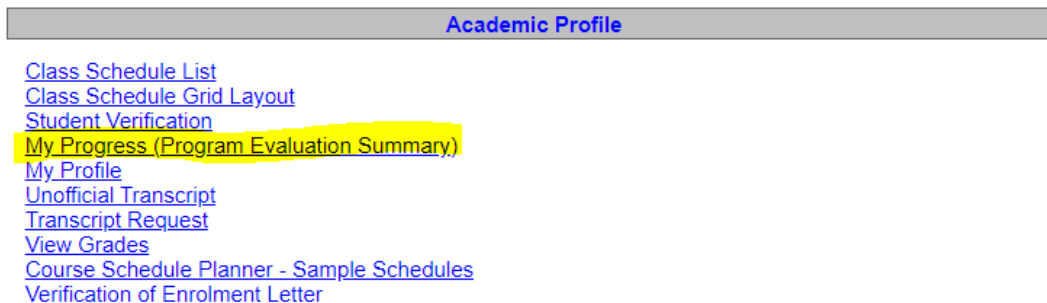 Academic Profile
Class Schedule List
Class Schedule Grid Layout
Student Verification
My Progress (Program Evaluation Summary)
My Profile
Unofficial Transcript
Transcript Request
View Grades
Course Schedule Planner - Sample Schedules
Verification of Enrolment Letter